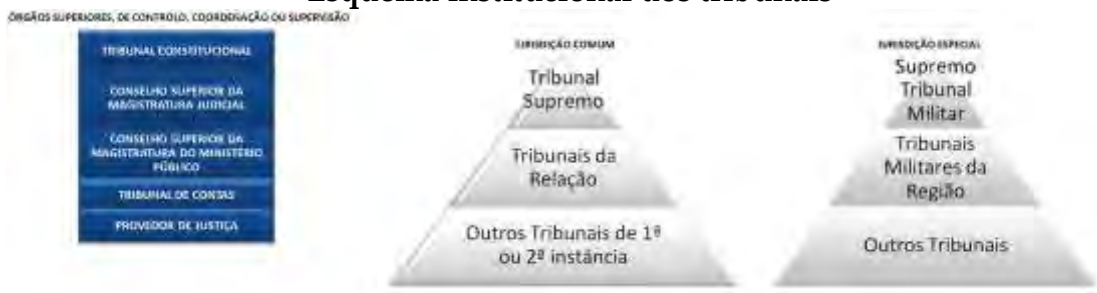 Esquema institucional dos tribunais
ÓRGÃOS SUPERIORES, DE CONTROLO, COORDENAÇÃO OU SUPERVISÃO
TRIBUNAL CONSTITUCIONAL
CONSELHO SUPERIOR DA
MAGISTRATURA JUDICIAL
CONSELHO SUPERIOR DA
MAGISTRATURA DO MINISTÉRIO
PÚBLICO
TRIBUNAL DE CONTAS
PROVEDOR DE JUSTIÇA
JURISDIÇÃO COMUM
Tribunal
Supremo
Tribunais da
Relação
Outros Tribunais de 1ª
ou 2ª instância
JURISDIÇÃO ESPECIAL
Supremo
Tribunal
Militar
Tribunais
Militares da
Região
Outros Tribunais